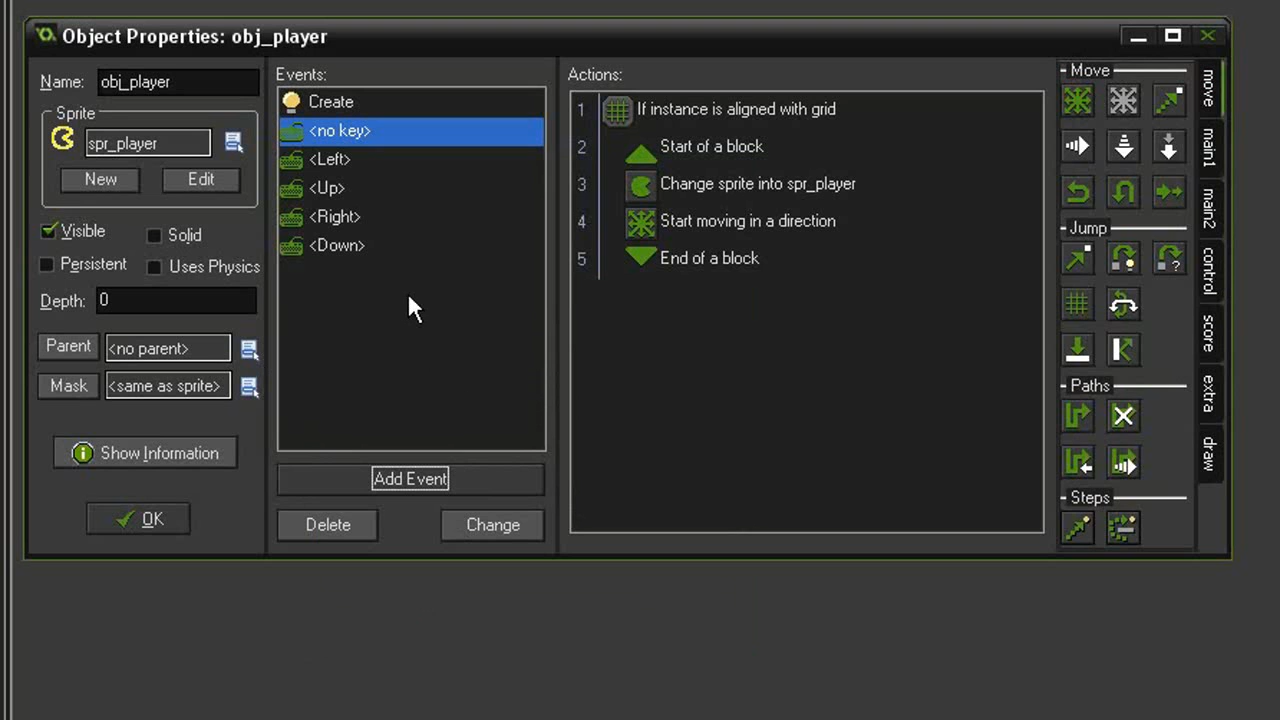 Object Properties: obj_player
Name: obj_player
Sprite
spr_player
New Edit
Visible Solid
Persistent Uses Physics
Depth: 0
Parent <no parent>
Mask <same as sprite>
Show Information
OK
Events:
Create
<no key>
<Left>
<Up>
<Right>
<Down>
Add Event
Delete Change
Actions:
1 If instance is aligned with grid
2 Start of a block
3 Change sprite into spr_player
4 Start moving in a direction
5 End of a block
Move
Jump
?
Paths
Steps
move
main1
main2
control
score
extra
draw